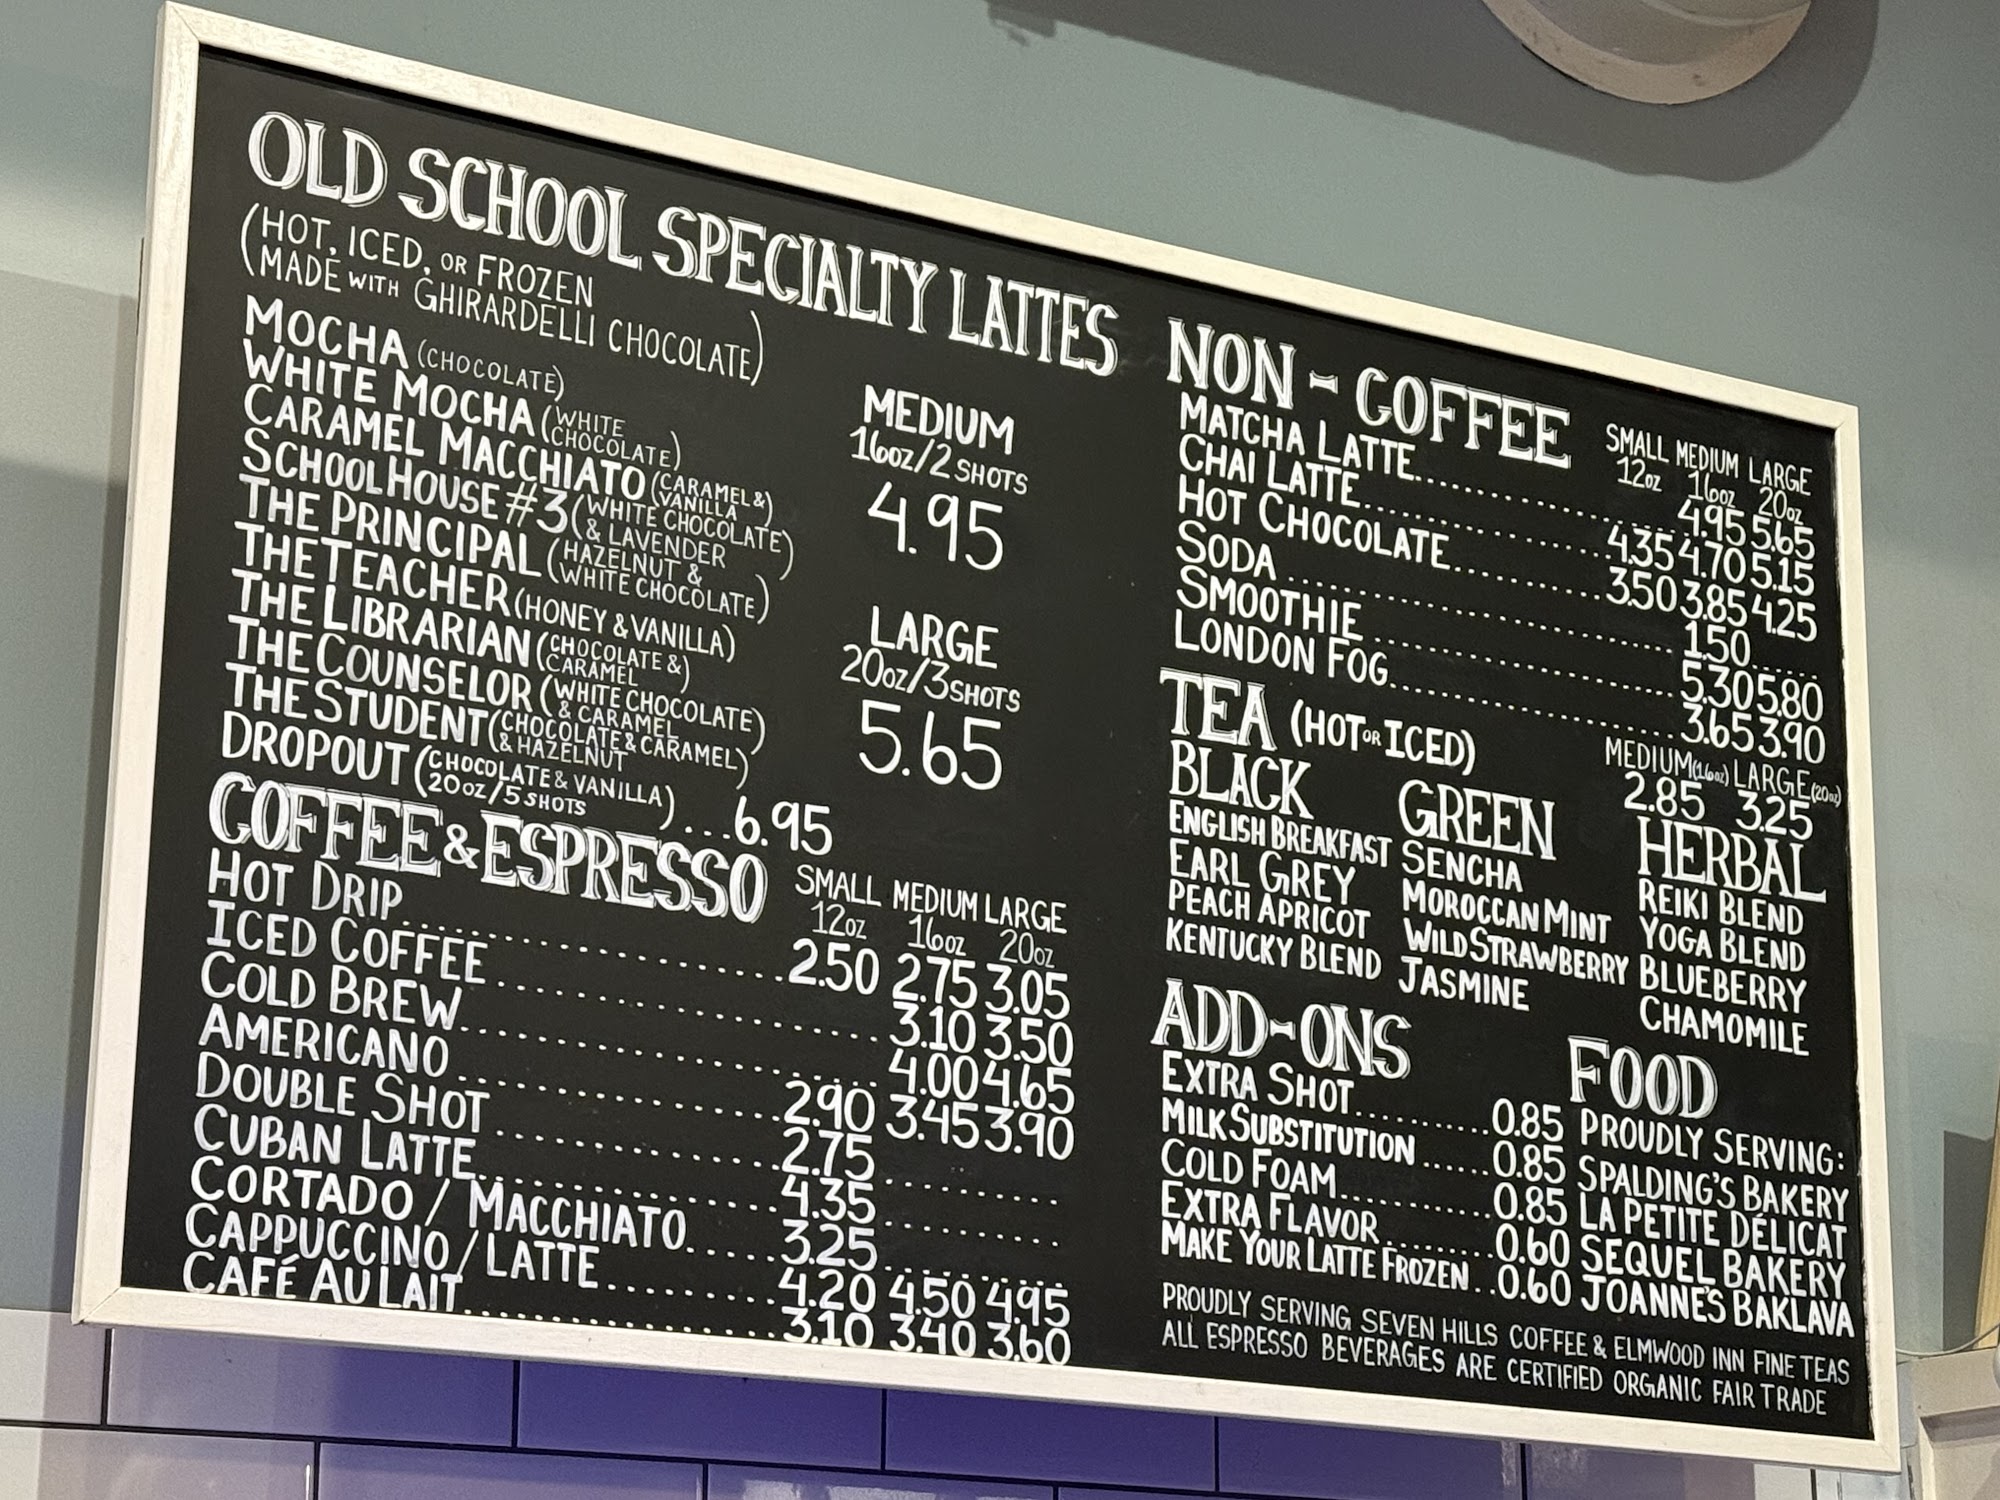 OLD SCHOOL SPECIALTY LATTES
(HOT, ICED, OR FROZEN
MADE WITH GHIRARDELLI CHOCOLATE)
MOCHA (CHOCOLATE)
WHITE MOCHA (WHITE CHOCOLATE)
CARAMEL MACCHIATO (CARAMEL & VANILLA)
SCHOOLHOUSE #3 (WHITE CHOCOLATE & LAVENDER)
THE PRINCIPAL (HAZELNUT & WHITE CHOCOLATE)
THE TEACHER (HONEY & VANILLA)
THE LIBRARIAN (CHOCOLATE & CARAMEL)
THE COUNSELOR (WHITE CHOCOLATE & CARAMEL)
THE STUDENT (CHOCOLATE & CARAMEL & HAZELNUT)
DROPOUT (CHOCOLATE & VANILLA 20oz/5 SHOTS) ...6.95
MEDIUM
16oz/2 SHOTS
4.95
LARGE
20oz/3 SHOTS
5.65
COFFEE & ESPRESSO
SMALL MEDIUM LARGE
12oz 16oz 20oz
HOT DRIP 2.50 2.75 3.05
ICED COFFEE 3.10 3.50
COLD BREW 4.00 4.65
AMERICANO 2.90 3.45 3.90
DOUBLE SHOT 2.75
CUBAN LATTE 4.35
CORTADO / MACCHIATO 3.25
CAPPUCCINO / LATTE 4.20 4.50 4.95
CAFÉ AU LAIT 3.10 3.40 3.60
NON-COFFEE
SMALL MEDIUM LARGE
12oz 16oz 20oz
MATCHA LATTE 4.95 5.65
CHAI LATTE 4.35 4.70 5.15
HOT CHOCOLATE 3.50 3.85 4.25
SODA 1.50
SMOOTHIE 5.30 5.80
LONDON FOG 3.65 3.90
TEA (HOT OR ICED)
MEDIUM (16oz) LARGE (20oz)
2.85 3.25
BLACK
ENGLISH BREAKFAST
EARL GREY
PEACH APRICOT
KENTUCKY BLEND
GREEN
SENCHA
MOROCCAN MINT
WILD STRAWBERRY
JASMINE
HERBAL
REIKI BLEND
YOGA BLEND
BLUEBERRY
CHAMOMILE
ADD-ONS
EXTRA SHOT 0.85
MILK SUBSTITUTION 0.85
COLD FOAM 0.85
EXTRA FLAVOR 0.60
MAKE YOUR LATTE FROZEN 0.60
FOOD
PROUDLY SERVING:
SPALDING'S BAKERY
LA PETITE DÉLICAT
SEQUEL BAKERY
JOANNE'S BAKLAVA
PROUDLY SERVING SEVEN HILLS COFFEE & ELMWOOD INN FINE TEAS
ALL ESPRESSO BEVERAGES ARE CERTIFIED ORGANIC FAIR TRADE